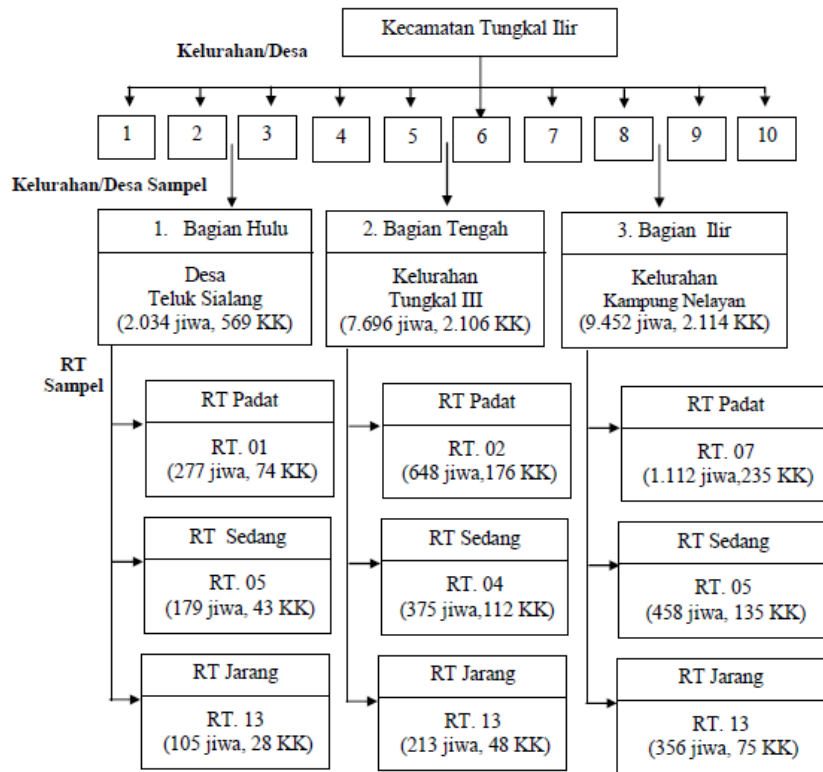 Kecamatan Tungkal Ilir
Kelurahan/Desa
1 2 3 4 5 6 7 8 9 10
Kelurahan/Desa Sampel
1. Bagian Hulu
Desa
Teluk Sialang
(2.034 jiwa, 569 KK)
2. Bagian Tengah
Kelurahan
Tungkal III
(7.696 jiwa, 2.106 KK)
3. Bagian Ilir
Kelurahan
Kampung Nelayan
(9.452 jiwa, 2.114 KK)
RT
Sampel
RT Padat
RT. 01
(277 jiwa, 74 KK)
RT Padat
RT. 02
(648 jiwa,176 KK)
RT Padat
RT. 07
(1.112 jiwa,235 KK)
RT Sedang
RT. 05
(179 jiwa, 43 KK)
RT Sedang
RT. 04
(375 jiwa,112 KK)
RT Sedang
RT. 05
(458 jiwa, 135 KK)
RT Jarang
RT. 13
(105 jiwa, 28 KK)
RT Jarang
RT. 13
(213 jiwa, 48 KK)
RT Jarang
RT. 13
(356 jiwa, 75 KK)